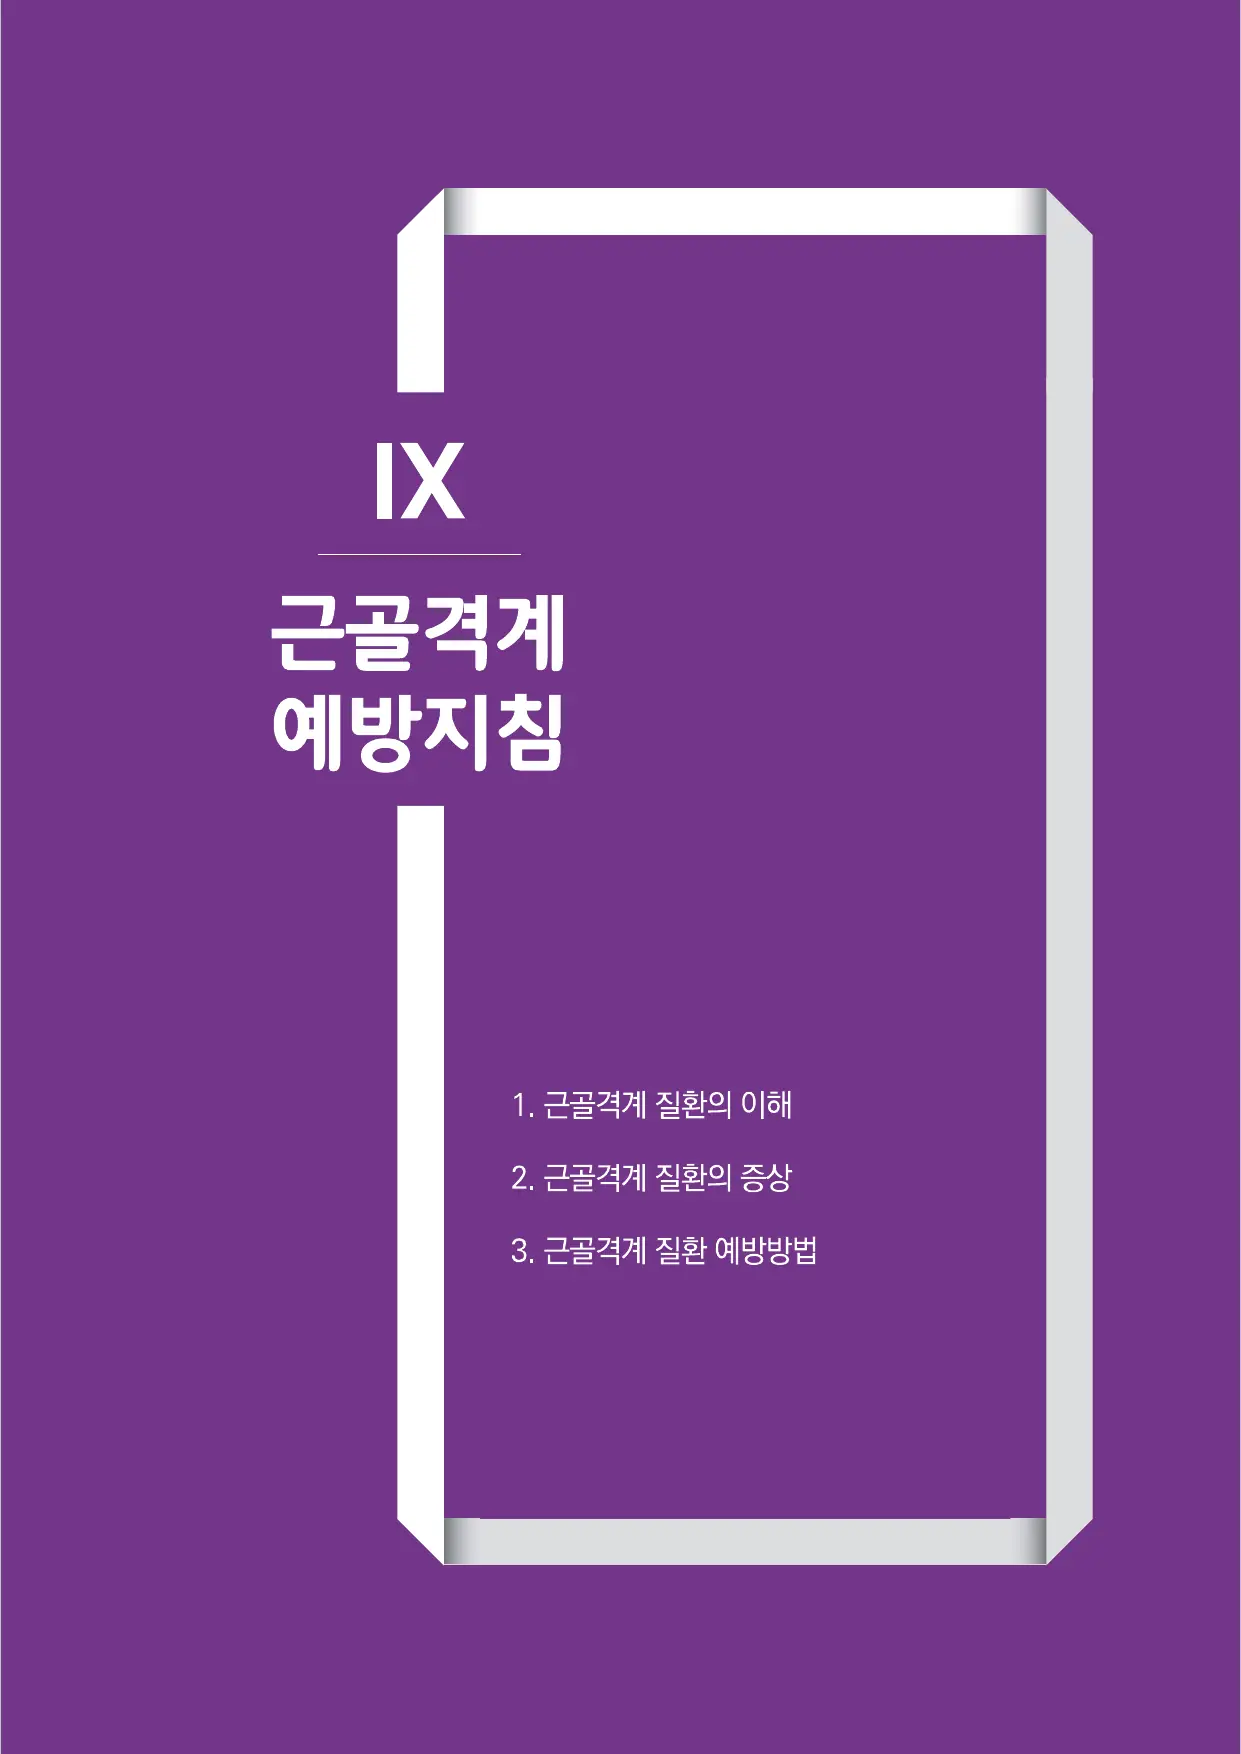 IX
근골격계
예방지침
1. 근골격계 질환의 이해
2. 근골격계 질환의 증상
3. 근골격계 질환 예방방법